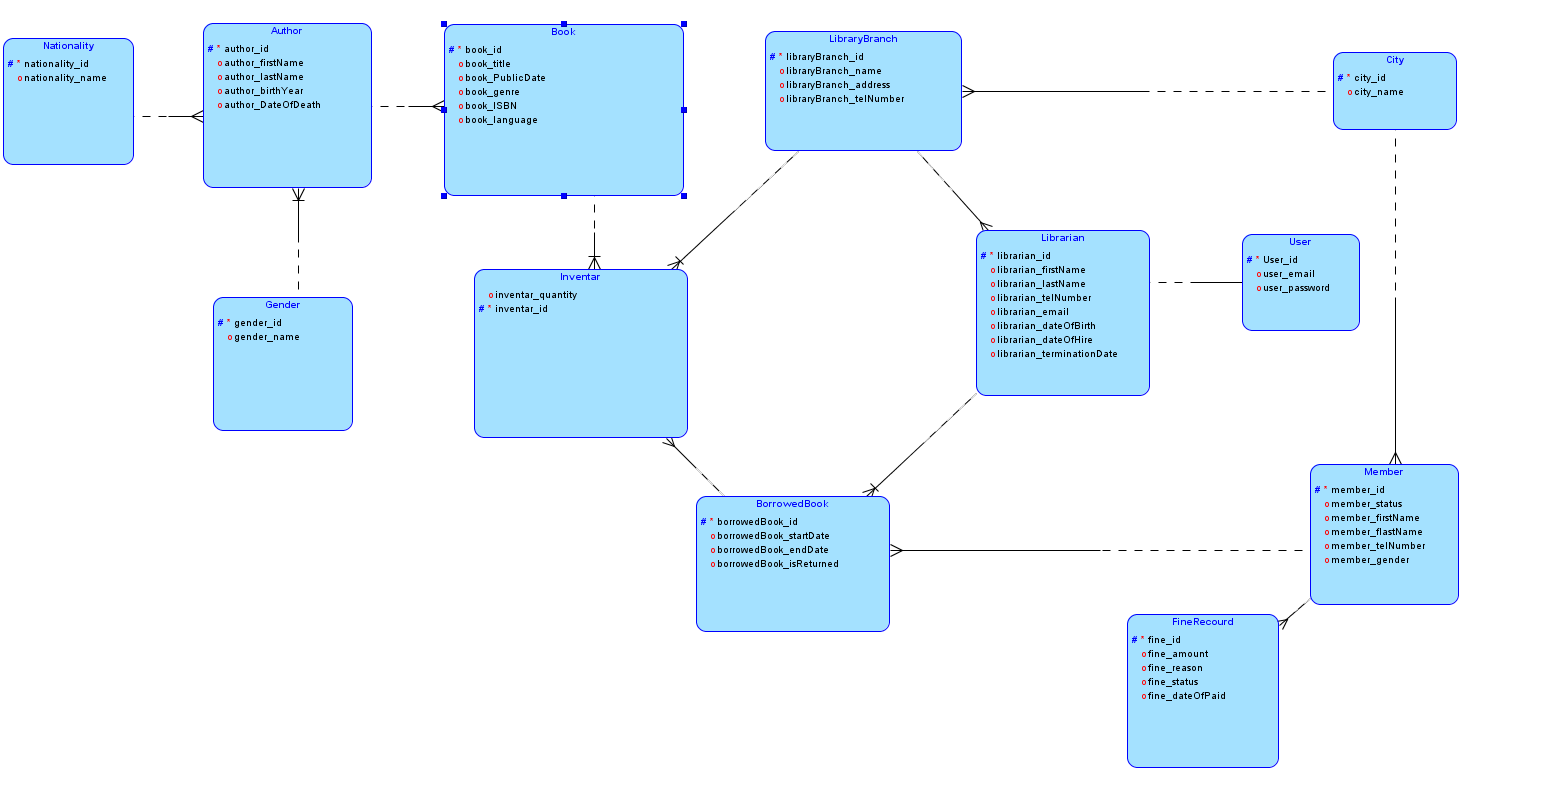 Nationality
# * nationality_id
o nationality_name
Author
# * author_id
o author_firstName
o author_lastName
o author_birthYear
o author_DateOfDeath
Book
# * book_id
o book_title
o book_PublicDate
o book_genre
o book_ISBN
o book_language
LibraryBranch
# * libraryBranch_id
o libraryBranch_name
o libraryBranch_address
o libraryBranch_telNumber
City
# * city_id
o city_name
Gender
# * gender_id
o gender_name
Inventar
o inventar_quantity
# * inventar_id
Librarian
# * librarian_id
o librarian_firstName
o librarian_lastName
o librarian_telNumber
o librarian_email
o librarian_dateOfBirth
o librarian_dateOfHire
o librarian_terminationDate
User
# * User_id
o user_email
o user_password
BorrowedBook
# * borrowedBook_id
o borrowedBook_startDate
o borrowedBook_endDate
o borrowedBook_isReturned
Member
# * member_id
o member_status
o member_firstName
o member_flastName
o member_telNumber
o member_gender
FineRecourd
# * fine_id
o fine_amount
o fine_reason
o fine_status
o fine_dateOfPaid